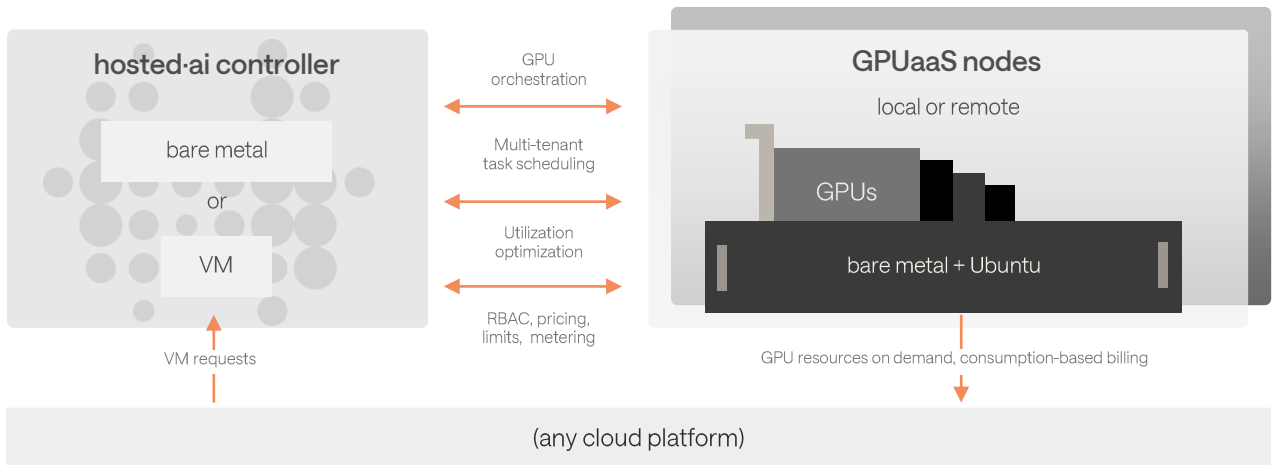 hosted·ai controller
bare metal
or
VM
VM requests
GPU
orchestration
Multi-tenant
task scheduling
Utilization
optimization
RBAC, pricing,
limits, metering
GPUaaS nodes
local or remote
GPUs
bare metal + Ubuntu
GPU resources on demand, consumption-based billing
(any cloud platform)